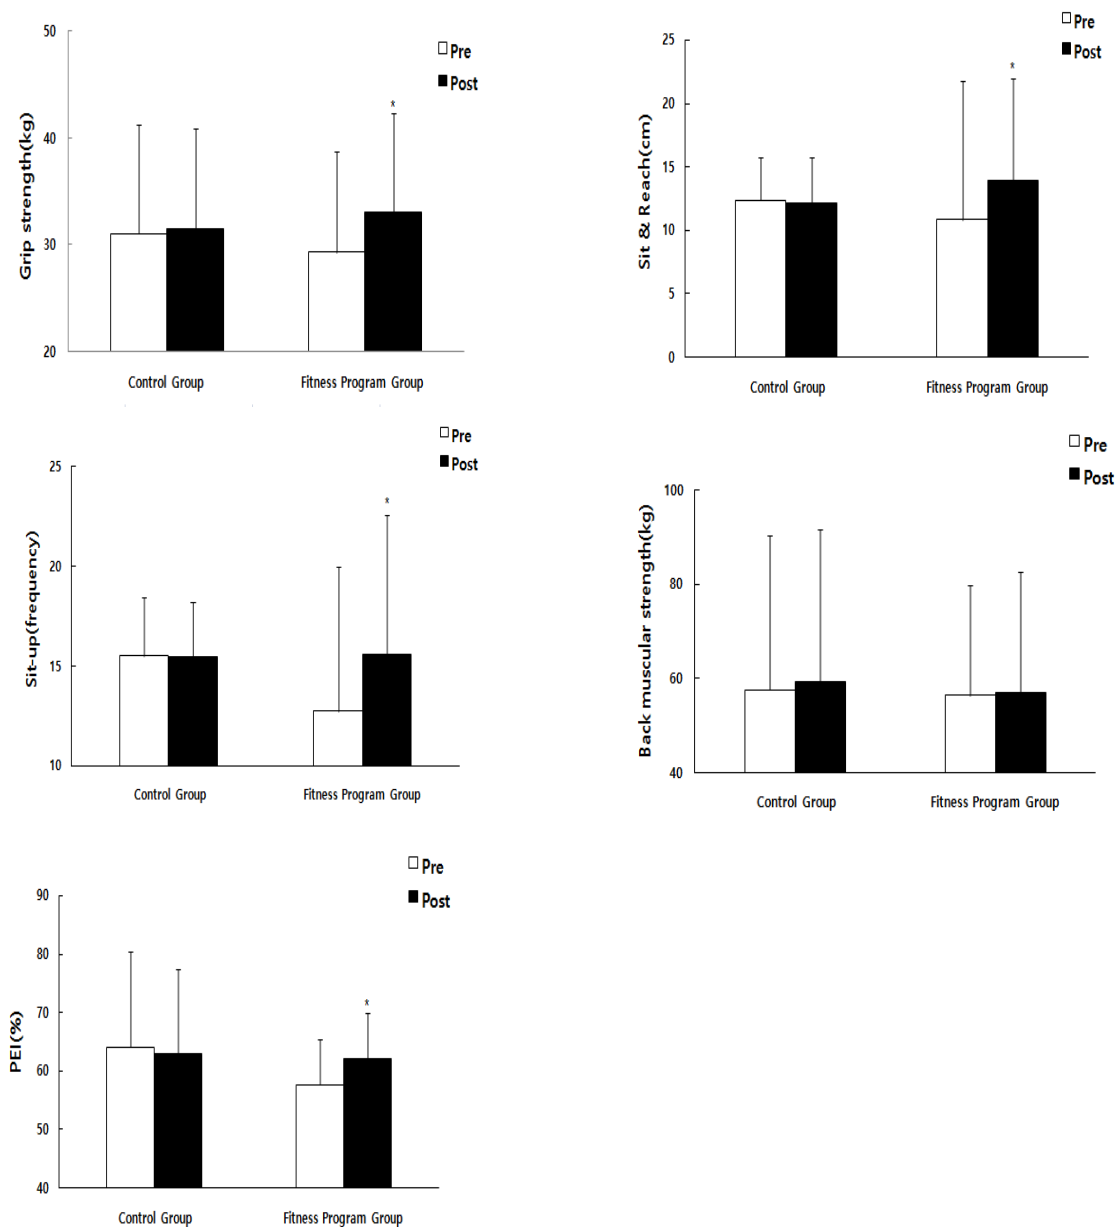 Pre
Post
Grip strength(kg)
50
40
30
20
*
Control Group
Fitness Program Group
Pre
Post
Sit & Reach(cm)
25
20
15
10
5
0
*
Control Group
Fitness Program Group
Pre
Post
Sit-up(frequency)
25
20
15
10
*
Control Group
Fitness Program Group
Pre
Post
Back muscular strength(kg)
100
80
60
40
Control Group
Fitness Program Group
Pre
Post
PEI(%)
90
80
70
60
50
40
*
Control Group
Fitness Program Group